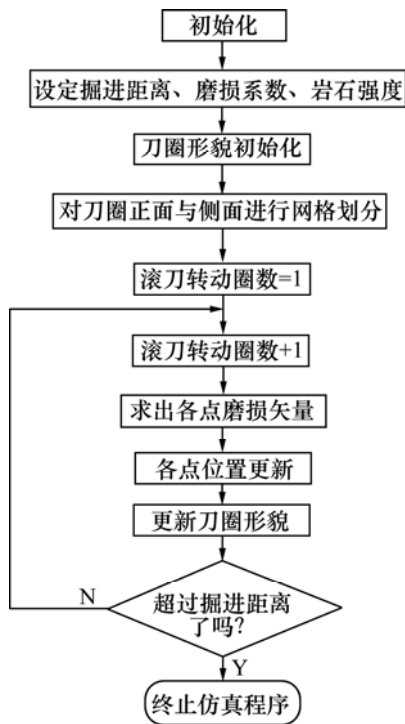 初始化
设定掘进距离、磨损系数、岩石强度
刀圈形貌初始化
对刀圈正面与侧面进行网格划分
滚刀转动圈数=1
滚刀转动圈数+1
求出各点磨损矢量
各点位置更新
更新刀圈形貌
N
超过掘进距离
了吗?
Y
终止仿真程序